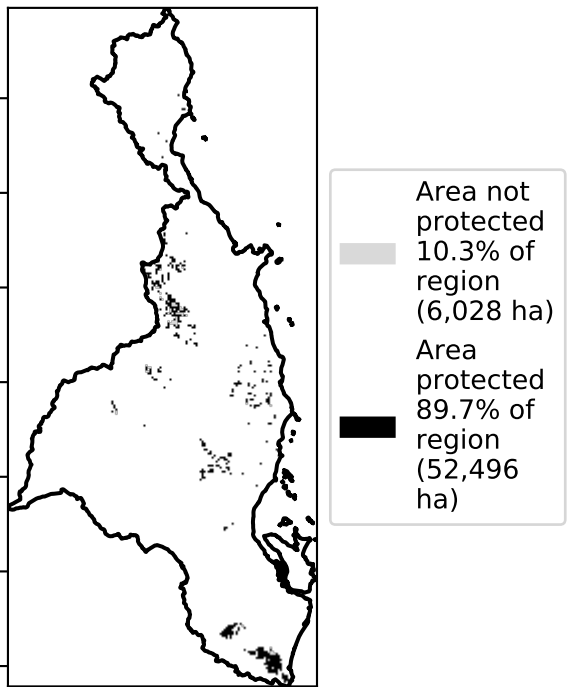 Area not
protected
10.3% of
region
(6,028 ha)
Area
protected
89.7% of
region
(52,496
ha)